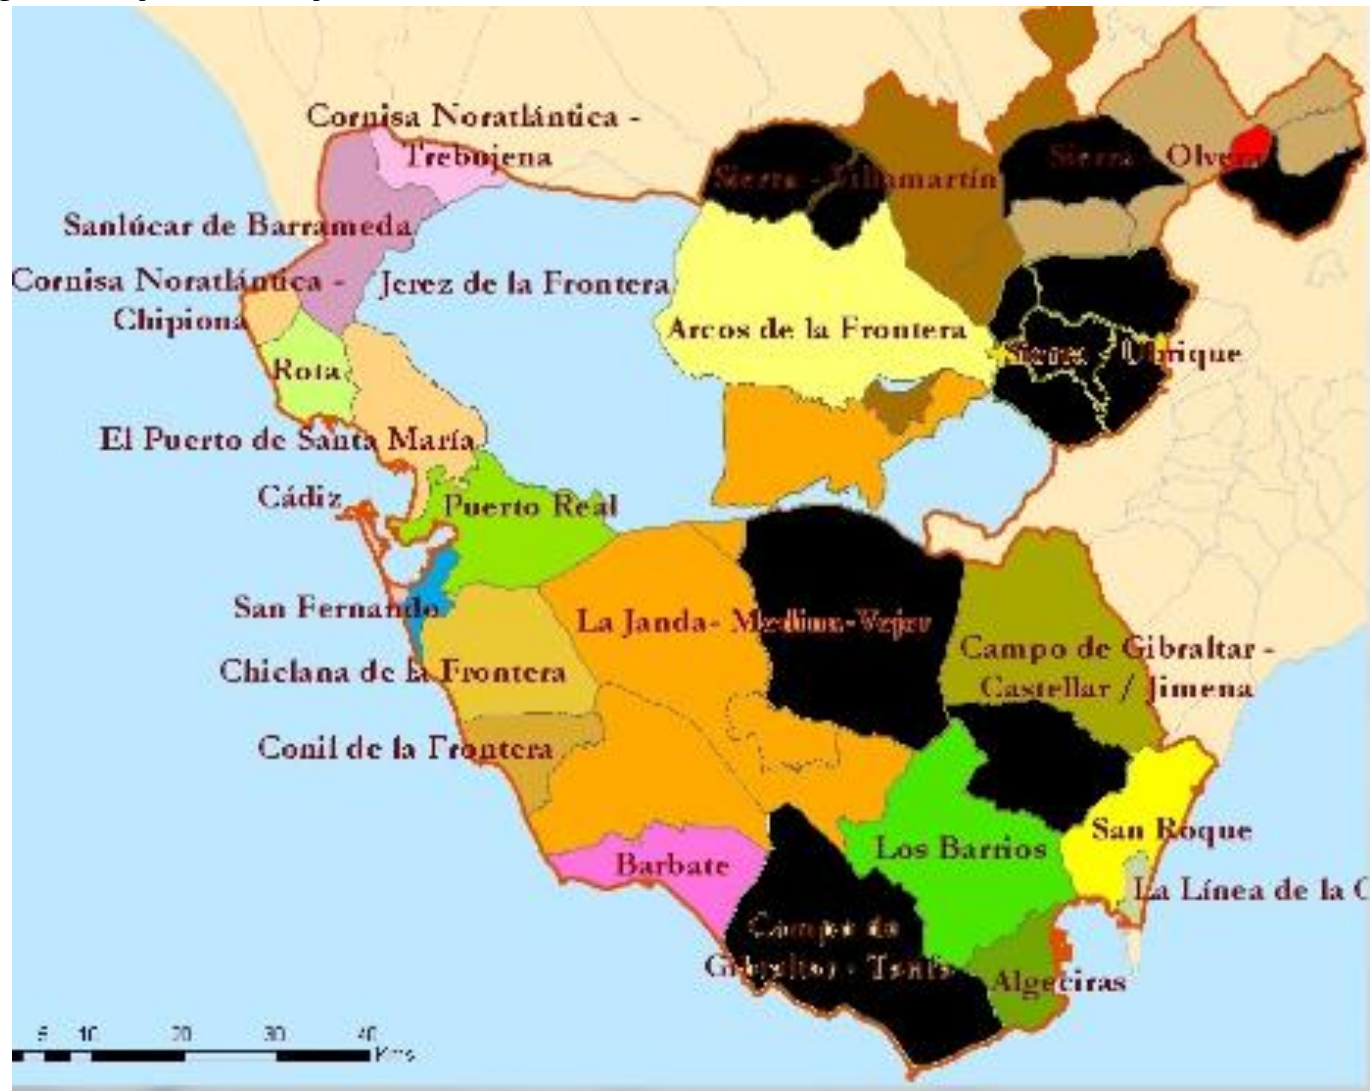 Cornisa Noratlántica -
Trebujena
Sierra - Villamartín
Sierra - Olvera
Sanlúcar de Barrameda
Cornisa Noratlántica -
Chipiona
Jerez de la Frontera
Arcos de la Frontera
Sierra - Ubrique
Rota
El Puerto de Santa María
Cádiz
Puerto Real
San Fernando
La Janda- Medina-Vejer
Chiclana de la Frontera
Campo de Gibraltar -
Castellar / Jimena
Conil de la Frontera
San Roque
Los Barrios
Barbate
La Línea de la C
Campo de
Gibraltar - Tarifa
Algeciras
5 10 20 30 40
Kms